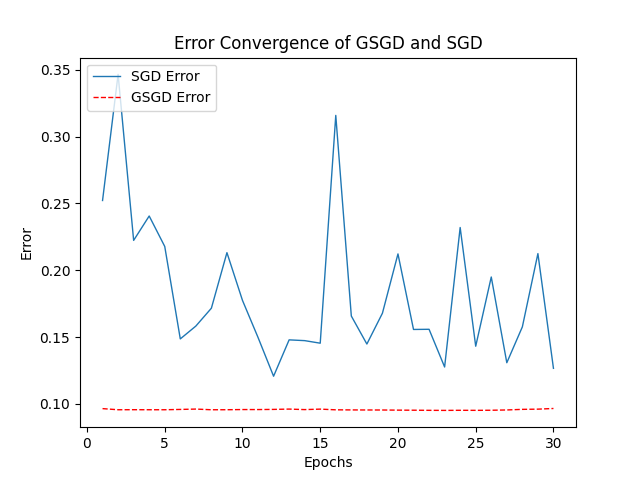 Error Convergence of GSGD and SGD
SGD Error
GSGD Error
0.35
0.30
0.25
0.20
0.15
0.10
Error
0 5 10 15 20 25 30
Epochs